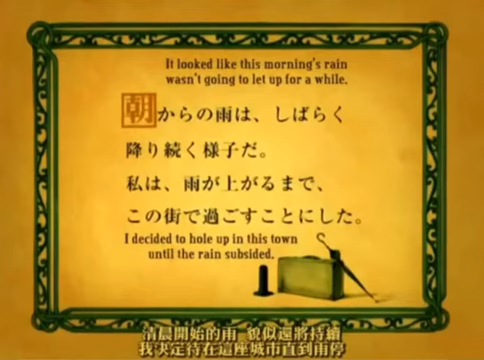 It looked like this morning's rain
wasn't going to let up for a while.
朝からの雨は、しばらく
降り続く様子だ。
私は、雨が上がるまで、
この街で過ごすことにした。
I decided to hole up in this town
until the rain subsided.
清晨開始的雨 貌似還將持續
我決定待在這座城市直到雨停